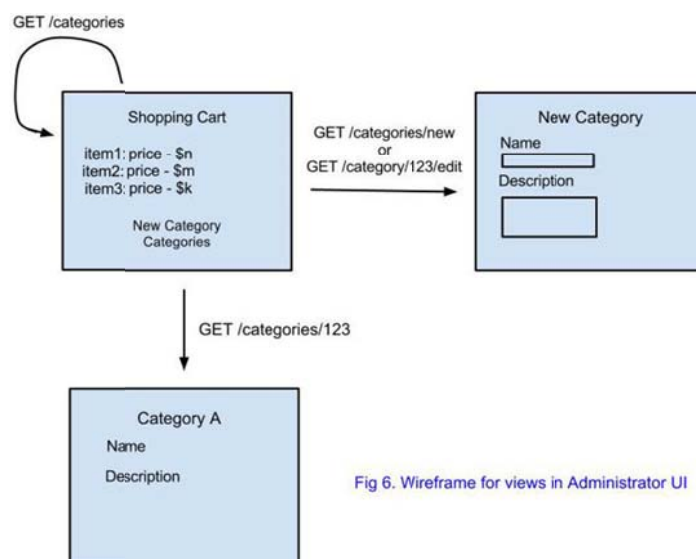 GET /categories
Shopping Cart
item1: price - $n
item2: price - $m
item3: price - $k
New Category
Categories
GET /categories/new
or
GET /category/123/edit
New Category
Name
Description
GET /categories/123
Category A
Name
Description
Fig 6. Wireframe for views in Administrator UI